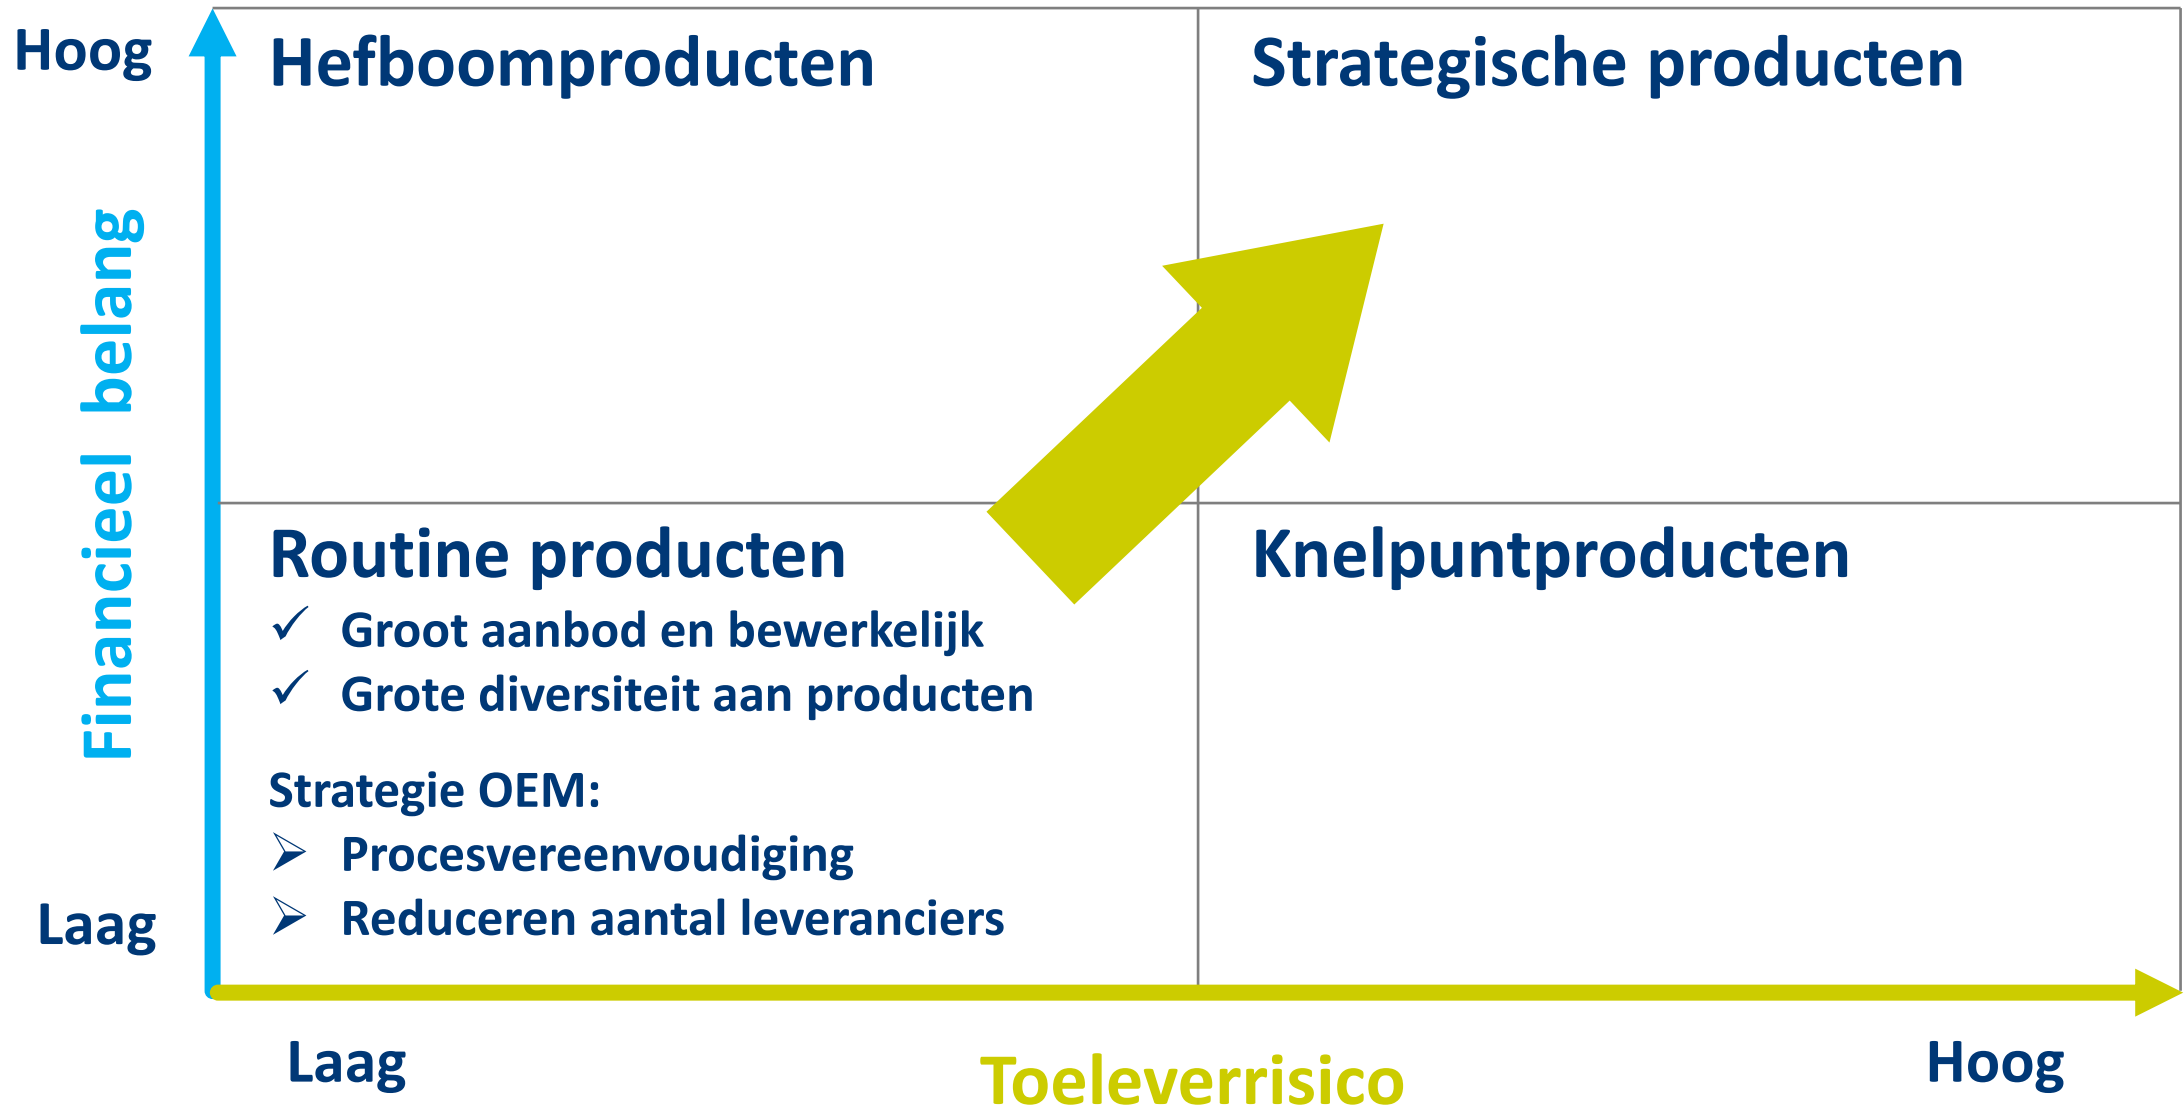 Hoog
Financieel belang
Laag
Hefboomproducten
Strategische producten
Routine producten
Groot aanbod en bewerkelijk
Grote diversiteit aan producten
Strategie OEM:
Procesvereenvoudiging
Reduceren aantal leveranciers
Knelpuntproducten
Laag
Toeleverrisico
Hoog